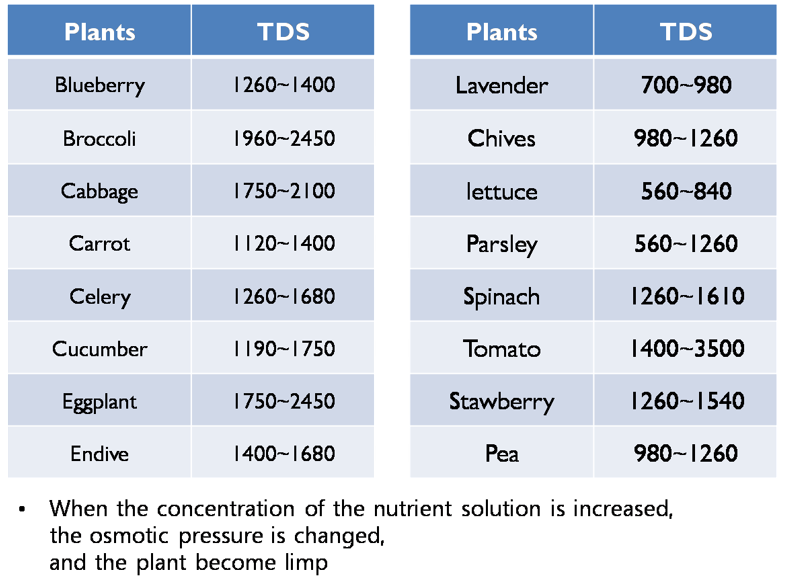 Plants TDS
Blueberry 1260~1400
Broccoli 1960~2450
Cabbage 1750~2100
Carrot 1120~1400
Celery 1260~1680
Cucumber 1190~1750
Eggplant 1750~2450
Endive 1400~1680
Plants TDS
Lavender 700~980
Chives 980~1260
lettuce 560~840
Parsley 560~1260
Spinach 1260~1610
Tomato 1400~3500
Stawberry 1260~1540
Pea 980~1260
• When the concentration of the nutrient solution is increased,
the osmotic pressure is changed,
and the plant become limp